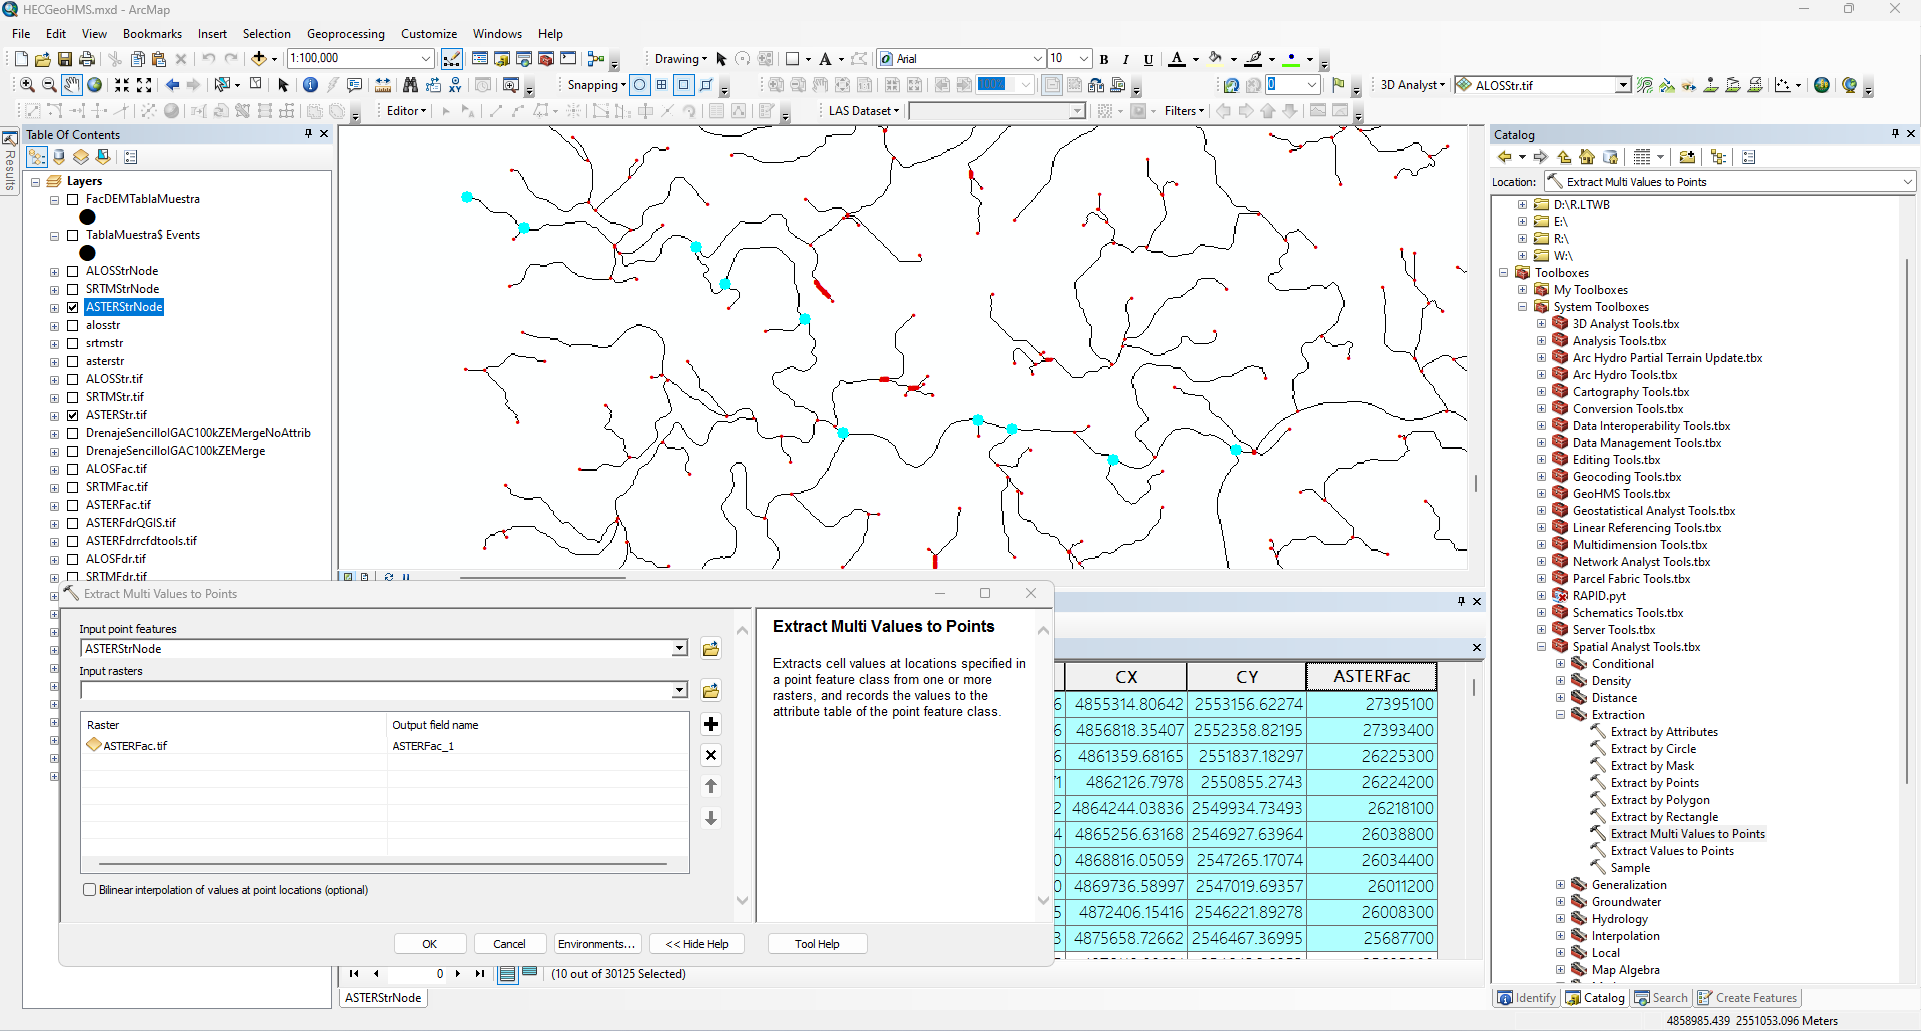 HECGeoHMS.mxd - ArcMap
File Edit View Bookmarks Insert Selection Geoprocessing Customize Windows Help
1:100,000
Drawing
Arial
10
B I U A
Snapping
100%
0
3D Analyst
ALOSStr.tif
Editor
LAS Dataset
Filters
Results
Table Of Contents
Layers
FacDEMTablaMuestra
TablaMuestra$ Events
ALOSStrNode
SRTMStrNode
ASTERStrNode
alosstr
srtmstr
asterstr
ALOSStr.tif
SRTMStr.tif
ASTERStr.tif
DrenajeSencilloIGAC100kZEMergeNoAttrib
DrenajeSencilloIGAC100kZEMerge
ALOSFac.tif
SRTMFac.tif
ASTERFac.tif
ASTERFdrQGIS.tif
ASTERFdrrcfdtools.tif
ALOSFdr.tif
SRTMFdr.tif
Extract Multi Values to Points
Input point features
ASTERStrNode
Input rasters
Raster Output field name
ASTERFac.tif ASTERFac_1
Bilinear interpolation of values at point locations (optional)
OK Cancel Environments... << Hide Help Tool Help
Extract Multi Values to Points
Extracts cell values at locations specified in
a point feature class from one or more
rasters, and records the values to the
attribute table of the point feature class.
CX CY ASTERFac
6 4855314.80642 2553156.62274 27395100
6 4856818.35407 2552358.82195 27393400
6 4861359.68165 2551837.18297 26225300
71 4862126.7978 2550855.2743 26224200
2 4864244.03836 2549934.73493 26218100
4 4865256.63168 2546927.63964 26038800
0 4868816.05059 2547265.17074 26034400
0 4869736.58997 2547019.69357 26011200
5 4872406.15416 2546221.89278 26008300
3 4875658.72662 2546467.36995 25687700
0 (10 out of 30125 Selected)
ASTERStrNode
Catalog
Location: Extract Multi Values to Points
D:\R.LTWB
E:\
R:\
W:\
Toolboxes
My Toolboxes
System Toolboxes
3D Analyst Tools.tbx
Analysis Tools.tbx
Arc Hydro Partial Terrain Update.tbx
Arc Hydro Tools.tbx
Cartography Tools.tbx
Conversion Tools.tbx
Data Interoperability Tools.tbx
Data Management Tools.tbx
Editing Tools.tbx
Geocoding Tools.tbx
GeoHMS Tools.tbx
Geostatistical Analyst Tools.tbx
Linear Referencing Tools.tbx
Multidimension Tools.tbx
Network Analyst Tools.tbx
Parcel Fabric Tools.tbx
RAPID.pyt
Schematics Tools.tbx
Server Tools.tbx
Spatial Analyst Tools.tbx
Conditional
Density
Distance
Extraction
Extract by Attributes
Extract by Circle
Extract by Mask
Extract by Points
Extract by Polygon
Extract by Rectangle
Extract Multi Values to Points
Extract Values to Points
Sample
Generalization
Groundwater
Hydrology
Interpolation
Local
Map Algebra
Identify Catalog Search Create Features
4858985.439 2551053.096 Meters